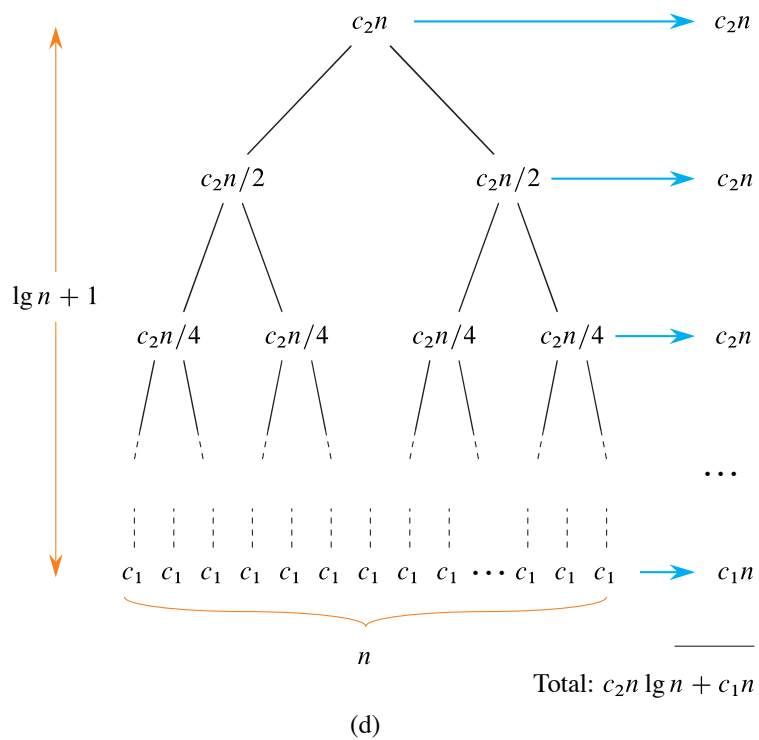 c₂n c₂n
c₂n/2 c₂n/2 c₂n
lg n + 1
c₂n/4 c₂n/4 c₂n/4 c₂n/4 c₂n
…
c₁ c₁ c₁ c₁ c₁ c₁ c₁ c₁ c₁ … c₁ c₁ c₁ c₁n
n
Total: c₂n lg n + c₁n
(d)